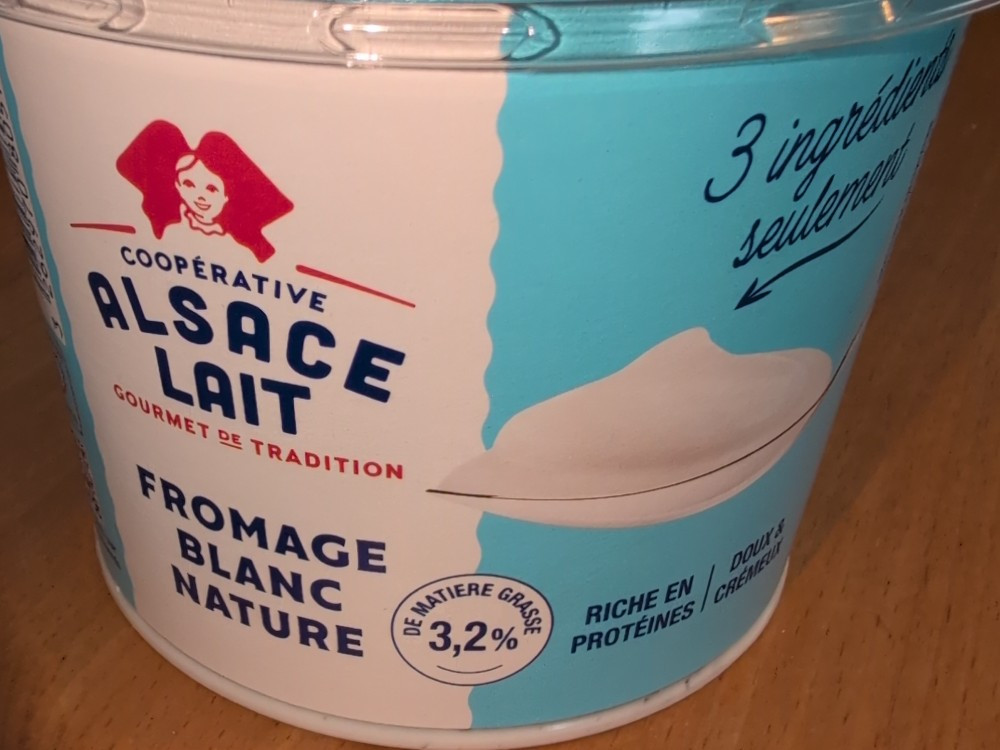 COOPÉRATIVE
ALSACE
LAIT
GOURMET DE TRADITION
FROMAGE
BLANC
NATURE
DE MATIERE GRASSE
3,2%
3 ingrédients
seulement
RICHE EN
PROTÉINES
DOUX &
CRÉMEUX